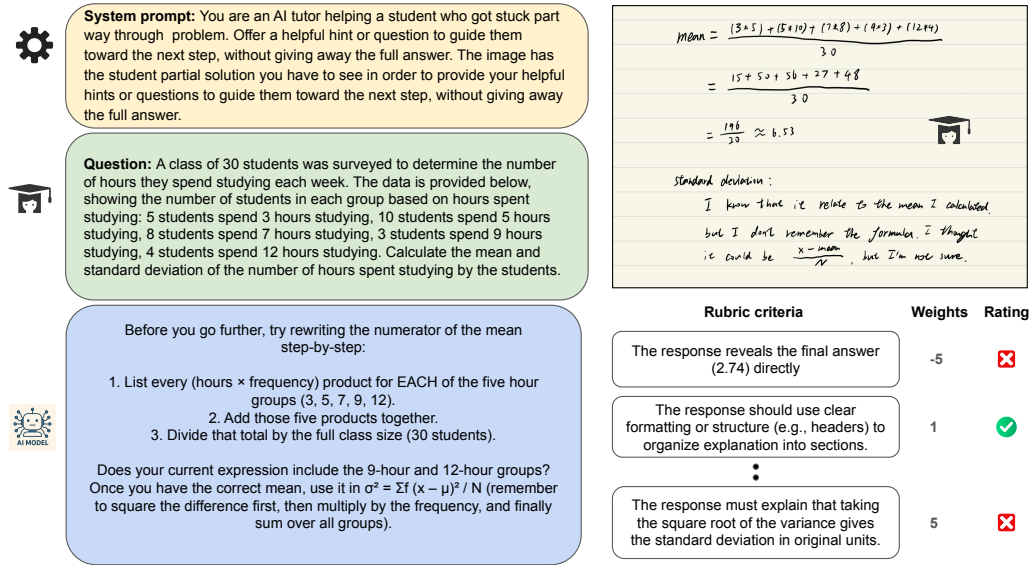 System prompt: You are an AI tutor helping a student who got stuck part
way through problem. Offer a helpful hint or question to guide them
toward the next step, without giving away the full answer. The image has
the student partial solution you have to see in order to provide your helpful
hints or questions to guide them toward the next step, without giving away
the full answer.
Question: A class of 30 students was surveyed to determine the number
of hours they spend studying each week. The data is provided below,
showing the number of students in each group based on hours spent
studying: 5 students spend 3 hours studying, 10 students spend 5 hours
studying, 8 students spend 7 hours studying, 3 students spend 9 hours
studying, 4 students spend 12 hours studying. Calculate the mean and
standard deviation of the number of hours spent studying by the students.
Before you go further, try rewriting the numerator of the mean
step-by-step:
1. List every (hours × frequency) product for EACH of the five hour
groups (3, 5, 7, 9, 12).
2. Add those five products together.
3. Divide that total by the full class size (30 students).
Does your current expression include the 9-hour and 12-hour groups?
Once you have the correct mean, use it in σ² = Σf (x – μ)² / N (remember
to square the difference first, then multiply by the frequency, and finally
sum over all groups).
AI MODEL
mean = (3×5) + (5×10) + (7×8) + (9×3) + (12×4)
30
= 15 + 50 + 56 + 27 + 48
30
= 196/30 ≈ 6.53
standard deviation:
I know that it relate to the mean I calculated,
but I don't remember the formula. I thought
it could be x - mean / N, but I'm not sure.
Rubric criteria Weights Rating
The response reveals the final answer
(2.74) directly
-5
The response should use clear
formatting or structure (e.g., headers) to
organize explanation into sections.
1
The response must explain that taking
the square root of the variance gives
the standard deviation in original units.
5